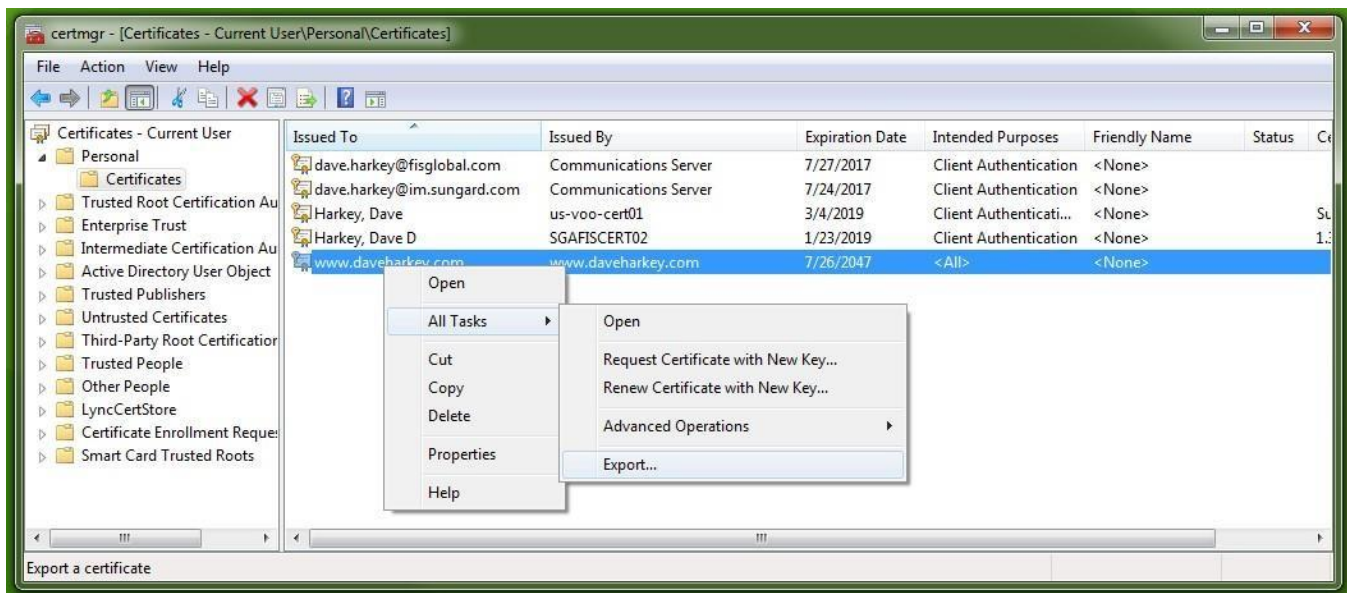 certmgr - [Certificates - Current User\Personal\Certificates]
File Action View Help
Certificates - Current User
Personal
Certificates
Trusted Root Certification Au
Enterprise Trust
Intermediate Certification Au
Active Directory User Object
Trusted Publishers
Untrusted Certificates
Third-Party Root Certification
Trusted People
Other People
LyncCertStore
Certificate Enrollment Reques
Smart Card Trusted Roots
Issued To Issued By Expiration Date Intended Purposes Friendly Name Status Ce
dave.harkey@fisglobal.com Communications Server 7/27/2017 Client Authentication <None>
dave.harkey@im.sungard.com Communications Server 7/24/2017 Client Authentication <None>
Harkey, Dave us-voo-cert01 3/4/2019 Client Authenticati... <None> Su
Harkey, Dave D SGAFISCERT02 1/23/2019 Client Authentication <None> 1.3
www.daveharkey.com www.daveharkey.com 7/26/2047 <All> <None>
Open
All Tasks
Cut
Copy
Delete
Properties
Help
Open
Request Certificate with New Key...
Renew Certificate with New Key...
Advanced Operations
Export...
Export a certificate